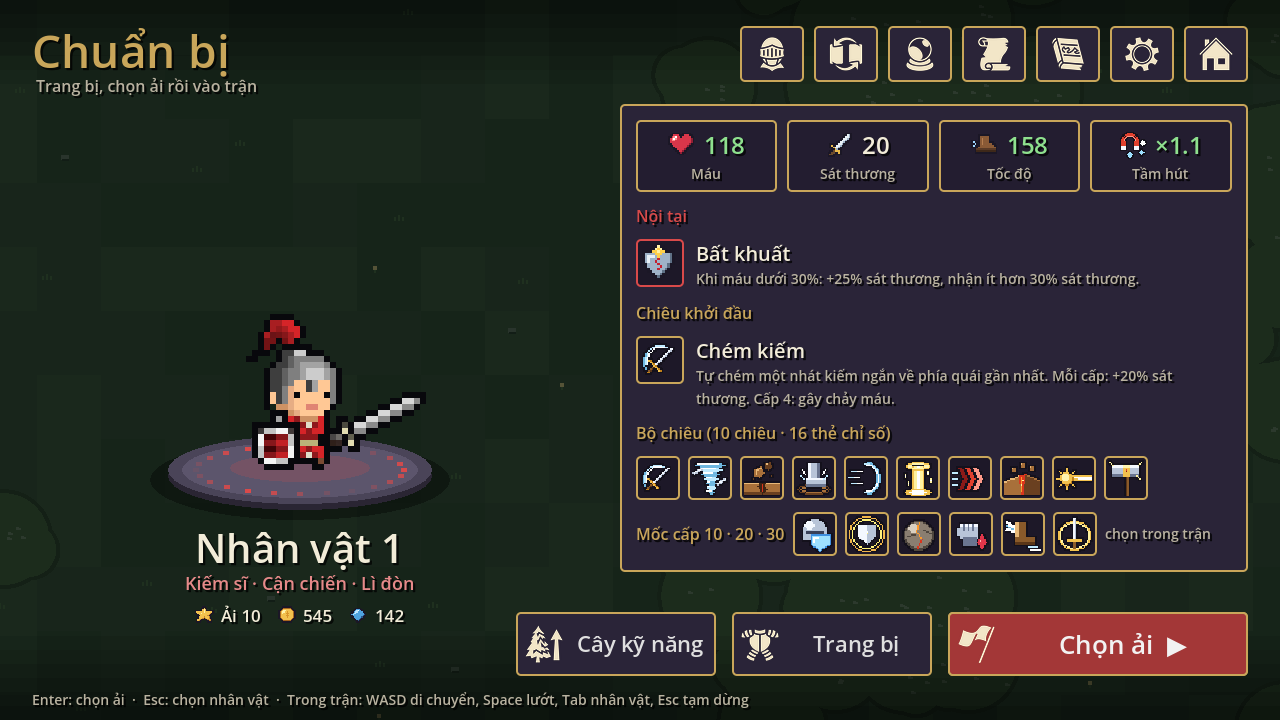 Chuẩn bị
Trang bị, chọn ải rồi vào trận
118
Máu
20
Sát thương
158
Tốc độ
×1.1
Tầm hút
Nội tại
Bất khuất
Khi máu dưới 30%: +25% sát thương, nhận ít hơn 30% sát thương.
Chiêu khởi đầu
Chém kiếm
Tự chém một nhát kiếm ngắn về phía quái gần nhất. Mỗi cấp: +20% sát
thương. Cấp 4: gây chảy máu.
Bộ chiêu (10 chiêu · 16 thẻ chỉ số)
Mốc cấp 10 · 20 · 30
chọn trong trận
Nhân vật 1
Kiếm sĩ · Cận chiến · Lì đòn
Ải 10 545 142
Cây kỹ năng
Trang bị
Chọn ải ▶
Enter: chọn ải · Esc: chọn nhân vật · Trong trận: WASD di chuyển, Space lướt, Tab nhân vật, Esc tạm dừng